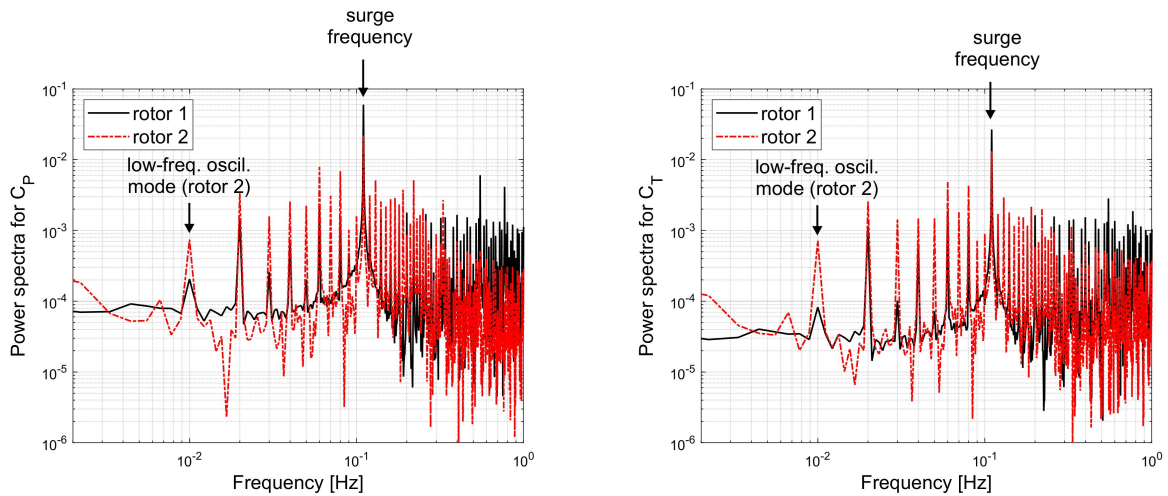 surge
frequency
10^-1
rotor 1
rotor 2
low-freq. oscil.
mode (rotor 2)
10^-2
10^-3
10^-4
10^-5
10^-6
Power spectra for C_P
10^-2
10^-1
10^0
Frequency [Hz]
surge
frequency
10^-1
rotor 1
rotor 2
low-freq. oscil.
mode (rotor 2)
10^-2
10^-3
10^-4
10^-5
10^-6
Power spectra for C_T
10^-2
10^-1
10^0
Frequency [Hz]